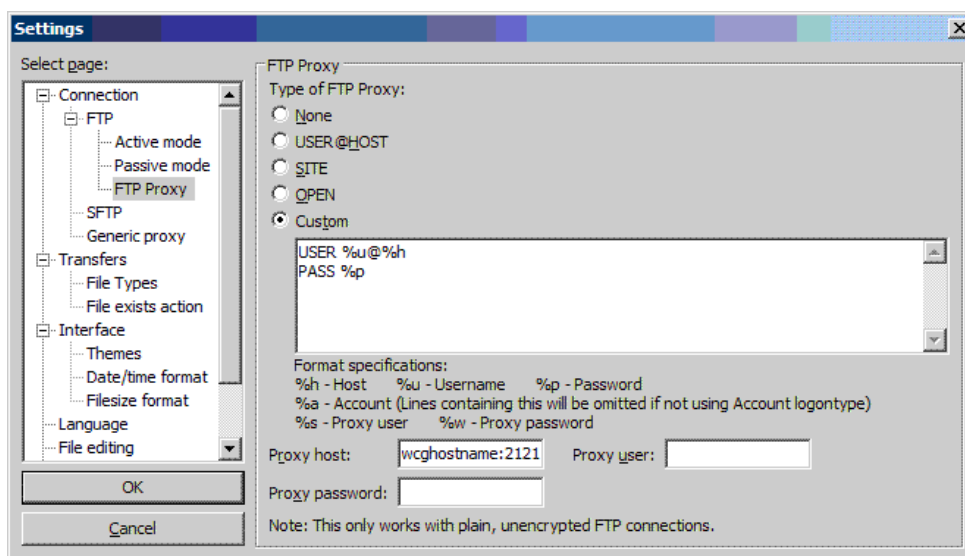 Settings
Select page:
Connection
FTP
Active mode
Passive mode
FTP Proxy
SFTP
Generic proxy
Transfers
File Types
File exists action
Interface
Themes
Date/time format
Filesize format
Language
File editing
OK
Cancel
FTP Proxy
Type of FTP Proxy:
None
USER@HOST
SITE
OPEN
Custom
USER %u@%h
PASS %p
Format specifications:
%h - Host %u - Username %p - Password
%a - Account (Lines containing this will be omitted if not using Account logontype)
%s - Proxy user %w - Proxy password
Proxy host: wcghostname:2121 Proxy user:
Proxy password:
Note: This only works with plain, unencrypted FTP connections.